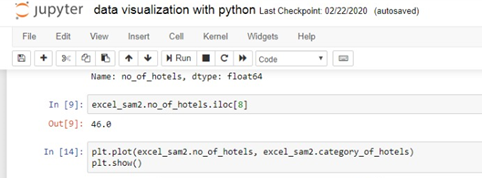 jupyter data visualization with python Last Checkpoint: 02/22/2020 (autosaved)
File Edit View Insert Cell Kernel Widgets Help
Run Code
Name: no_of_hotels, dtype: float64
In [9]: excel_sam2.no_of_hotels.iloc[8]
Out[9]: 46.0
In [14]: plt.plot(excel_sam2.no_of_hotels, excel_sam2.category_of_hotels)
plt.show()